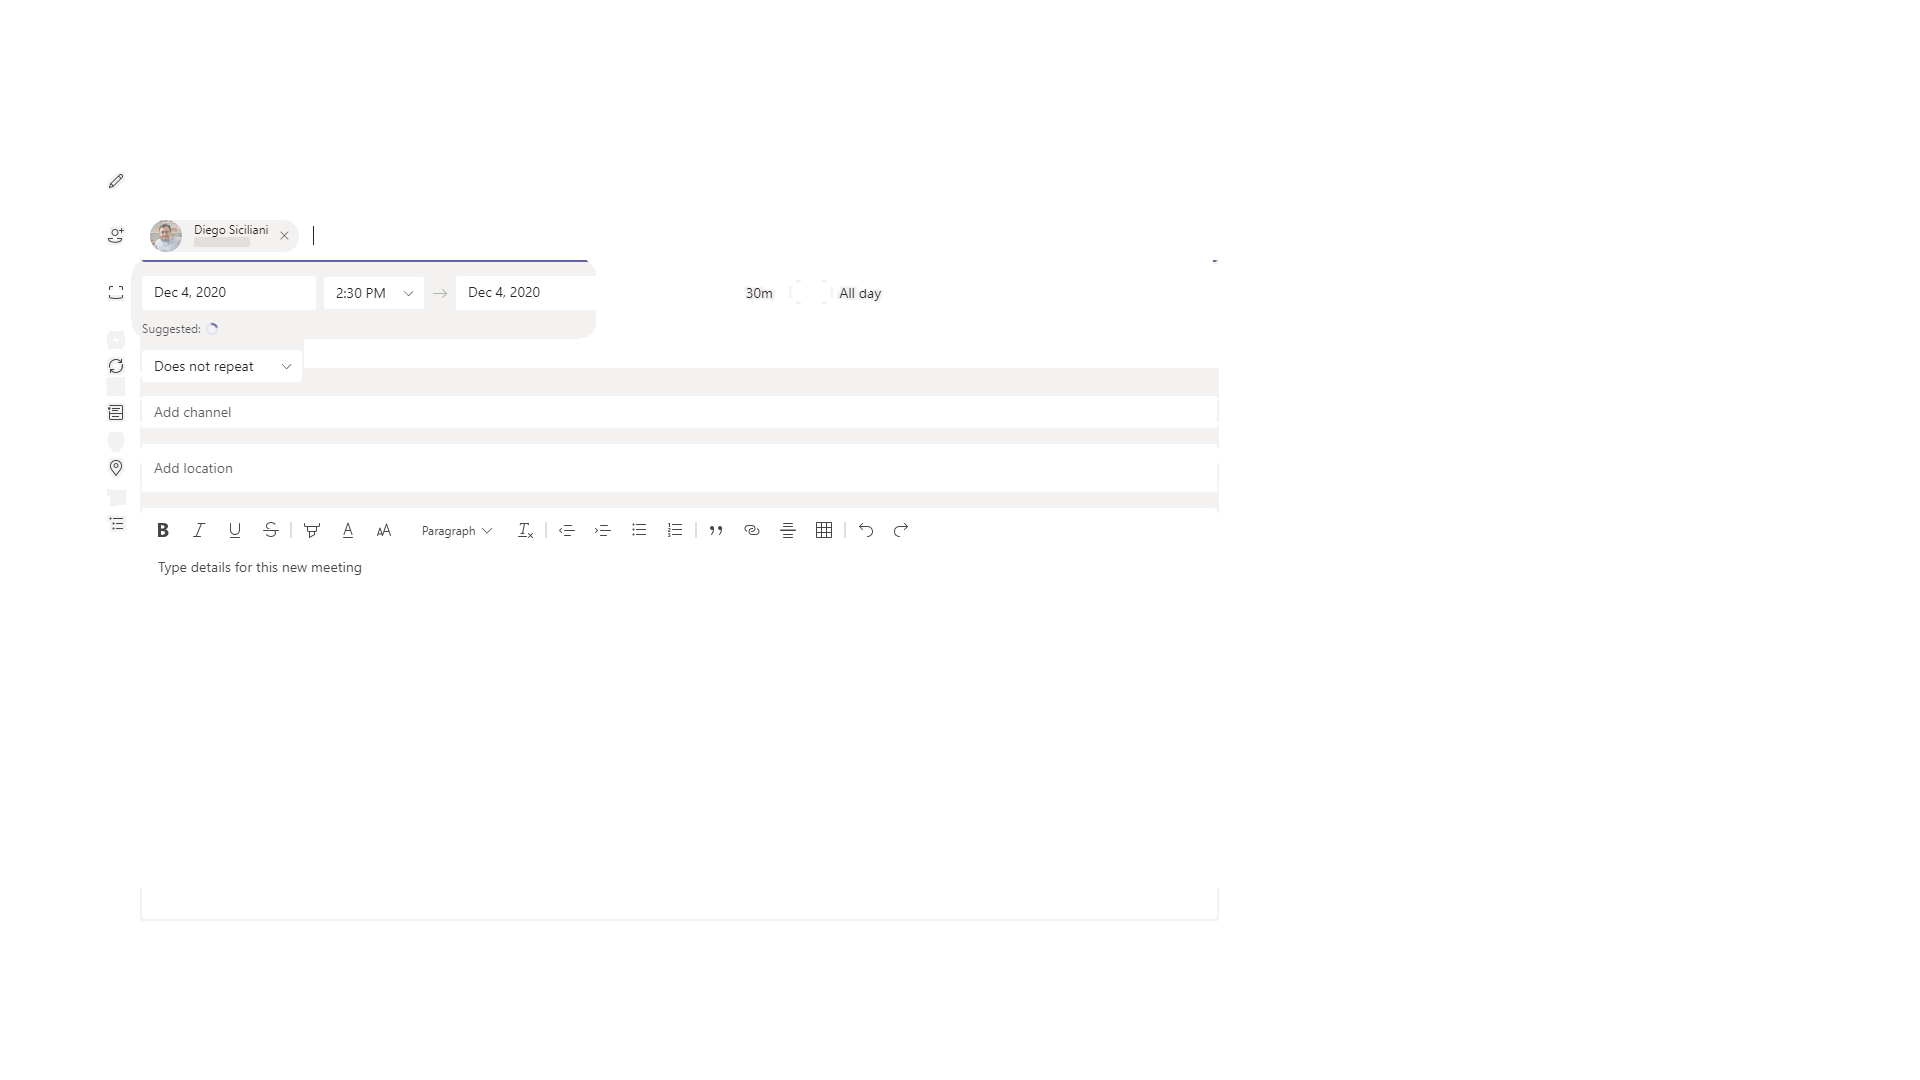 Diego Siciliani
Dec 4, 2020 2:30 PM Dec 4, 2020 30m All day
Suggested:
Does not repeat
Add channel
Add location
B I U S A AA Paragraph
Type details for this new meeting